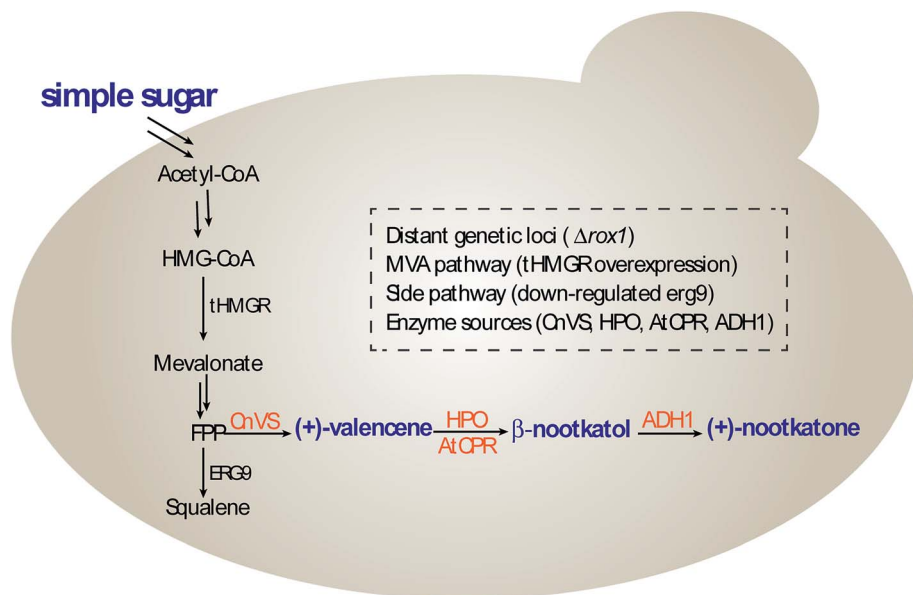 simple sugar
Acetyl-CoA
HMG-CoA
tHMGR
Mevalonate
FPP
CnVS
(+)-valencene
HPO
AtCPR
β-nootkatol
ADH1
(+)-nootkatone
ERG9
Squalene
Distant genetic loci (Δrox1)
MVA pathway (tHMGR overexpression)
Side pathway (down-regulated erg9)
Enzyme sources (CnVS, HPO, AtCPR, ADH1)